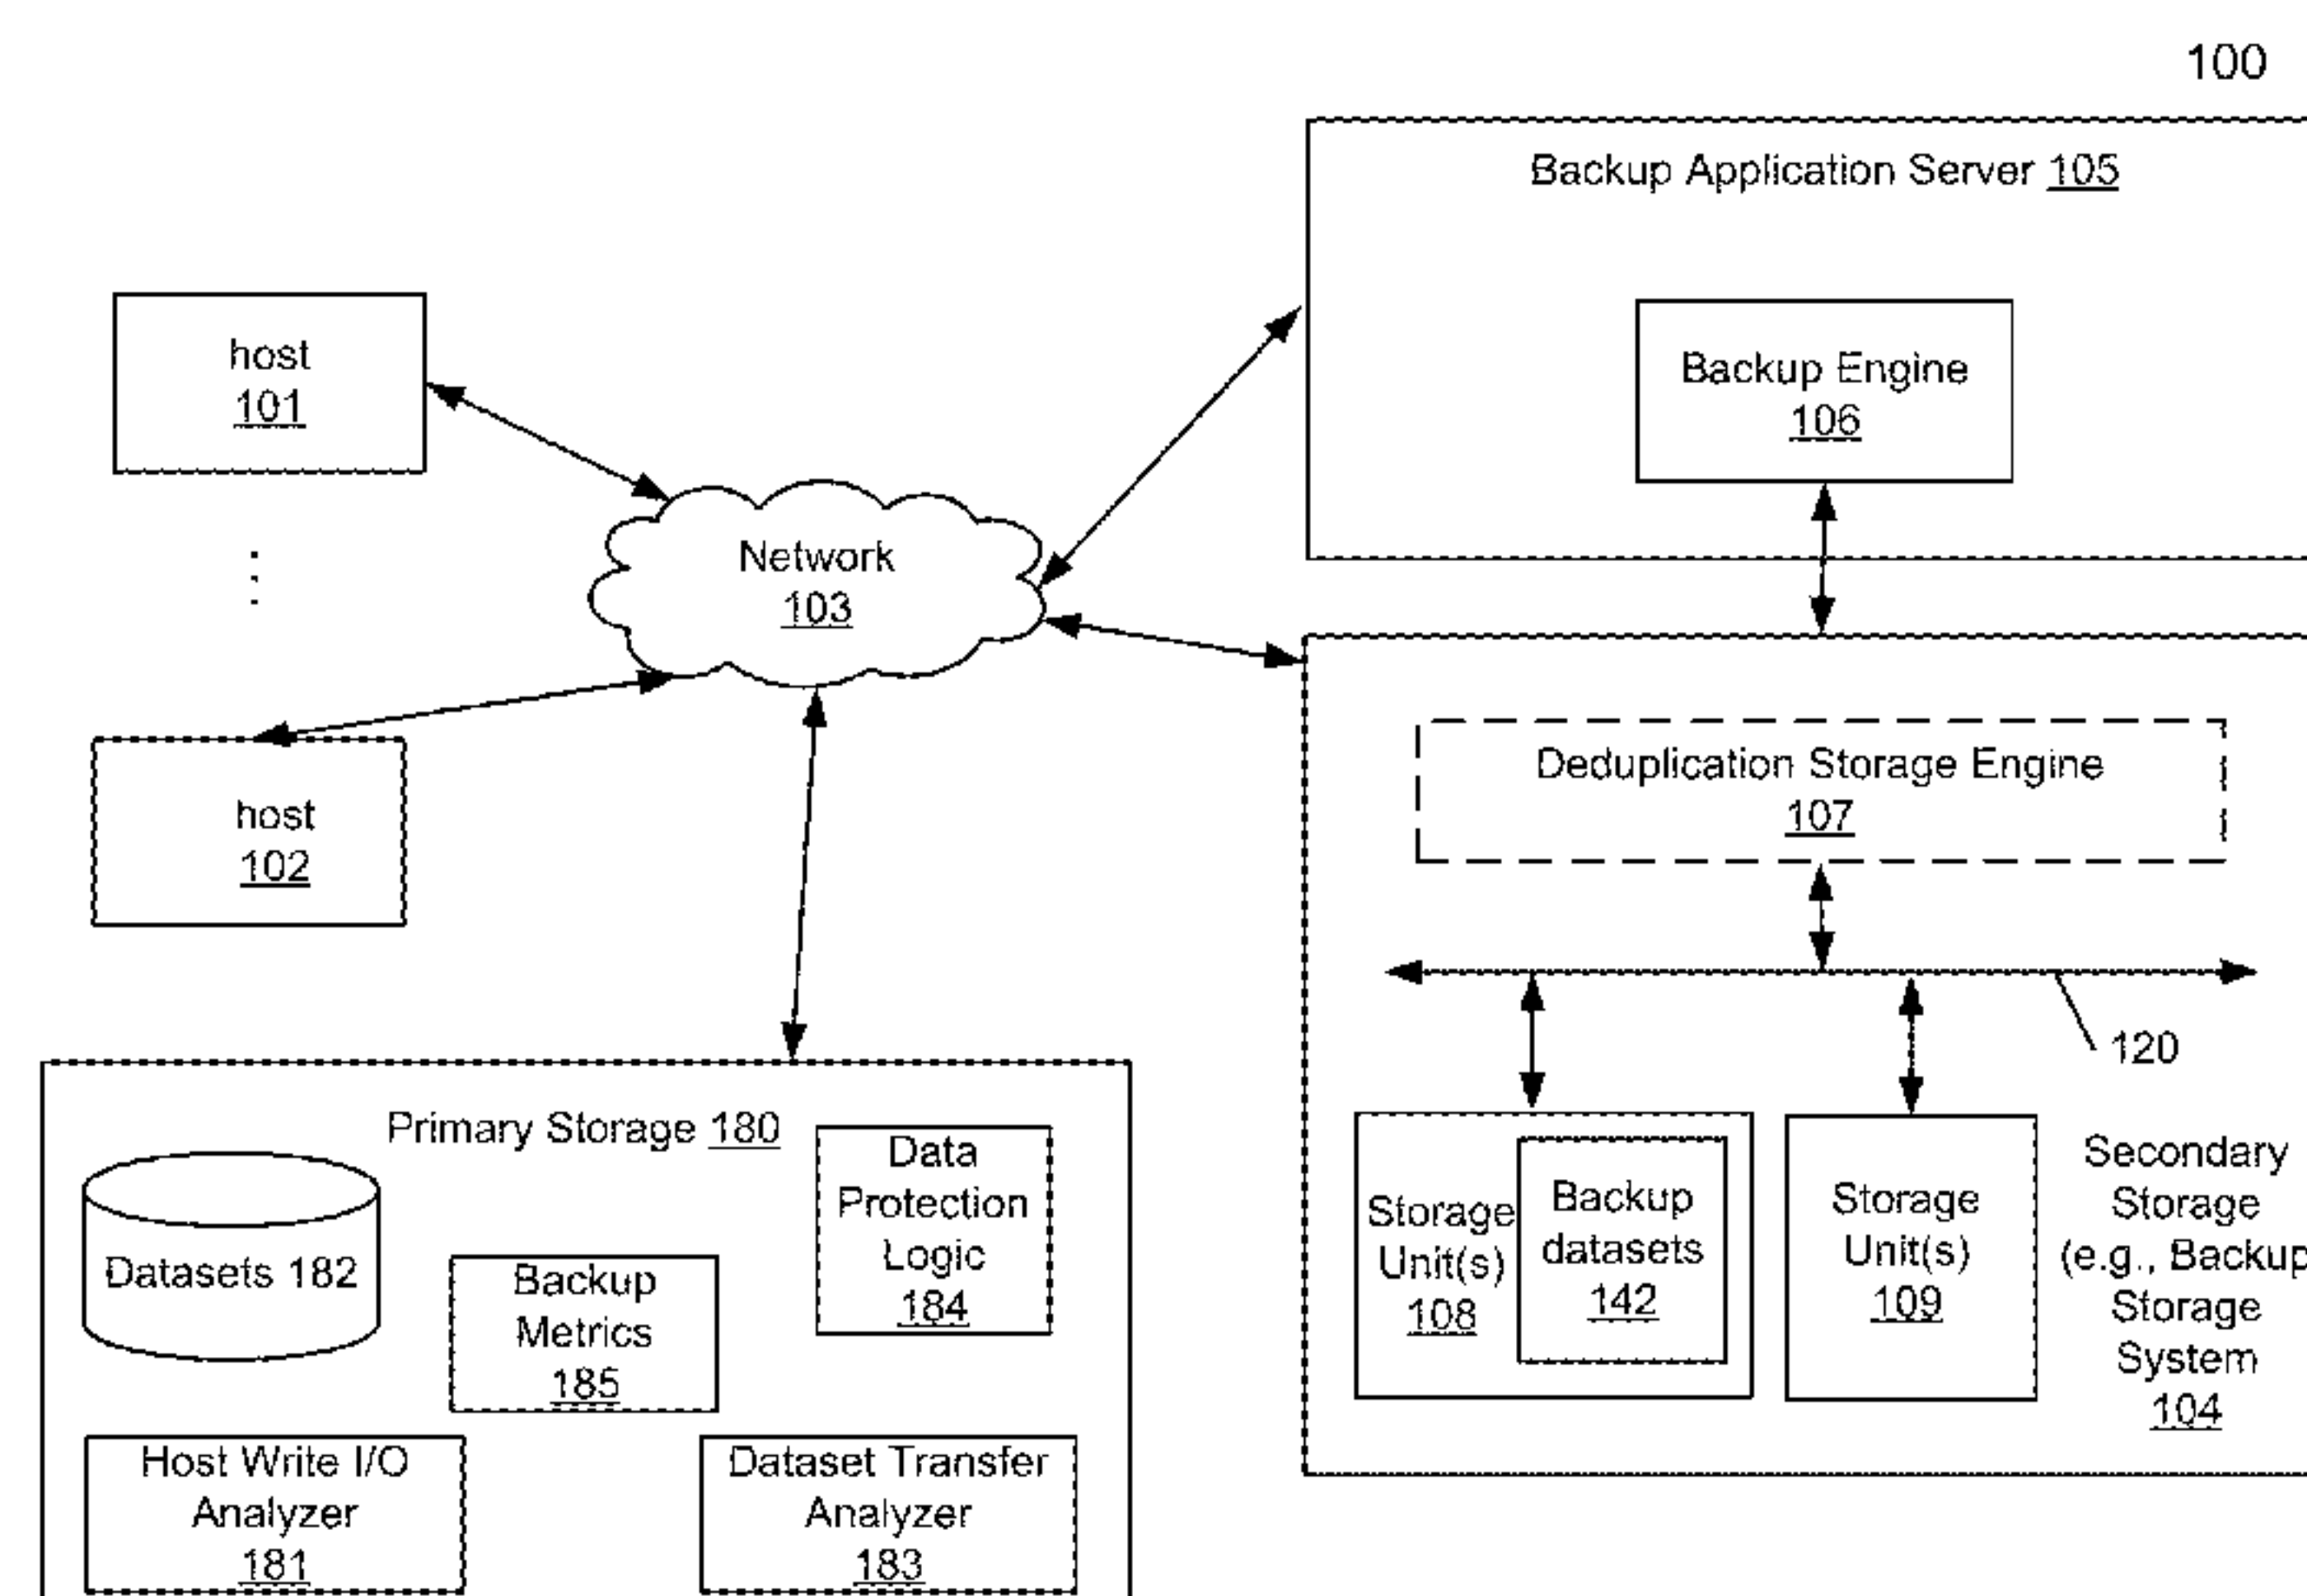 100
Backup Application Server 105
host
101
Backup Engine
106
Network
103
Deduplication Storage Engine
107
host
102
120
Primary Storage 180
Data
Protection
Logic
184
Datasets 182
Backup
Metrics
185
Host Write I/O
Analyzer
181
Dataset Transfer
Analyzer
183
Storage
Unit(s)
108
Backup
datasets
142
Storage
Unit(s)
109
Secondary
Storage
(e.g., Backup
Storage
System
104